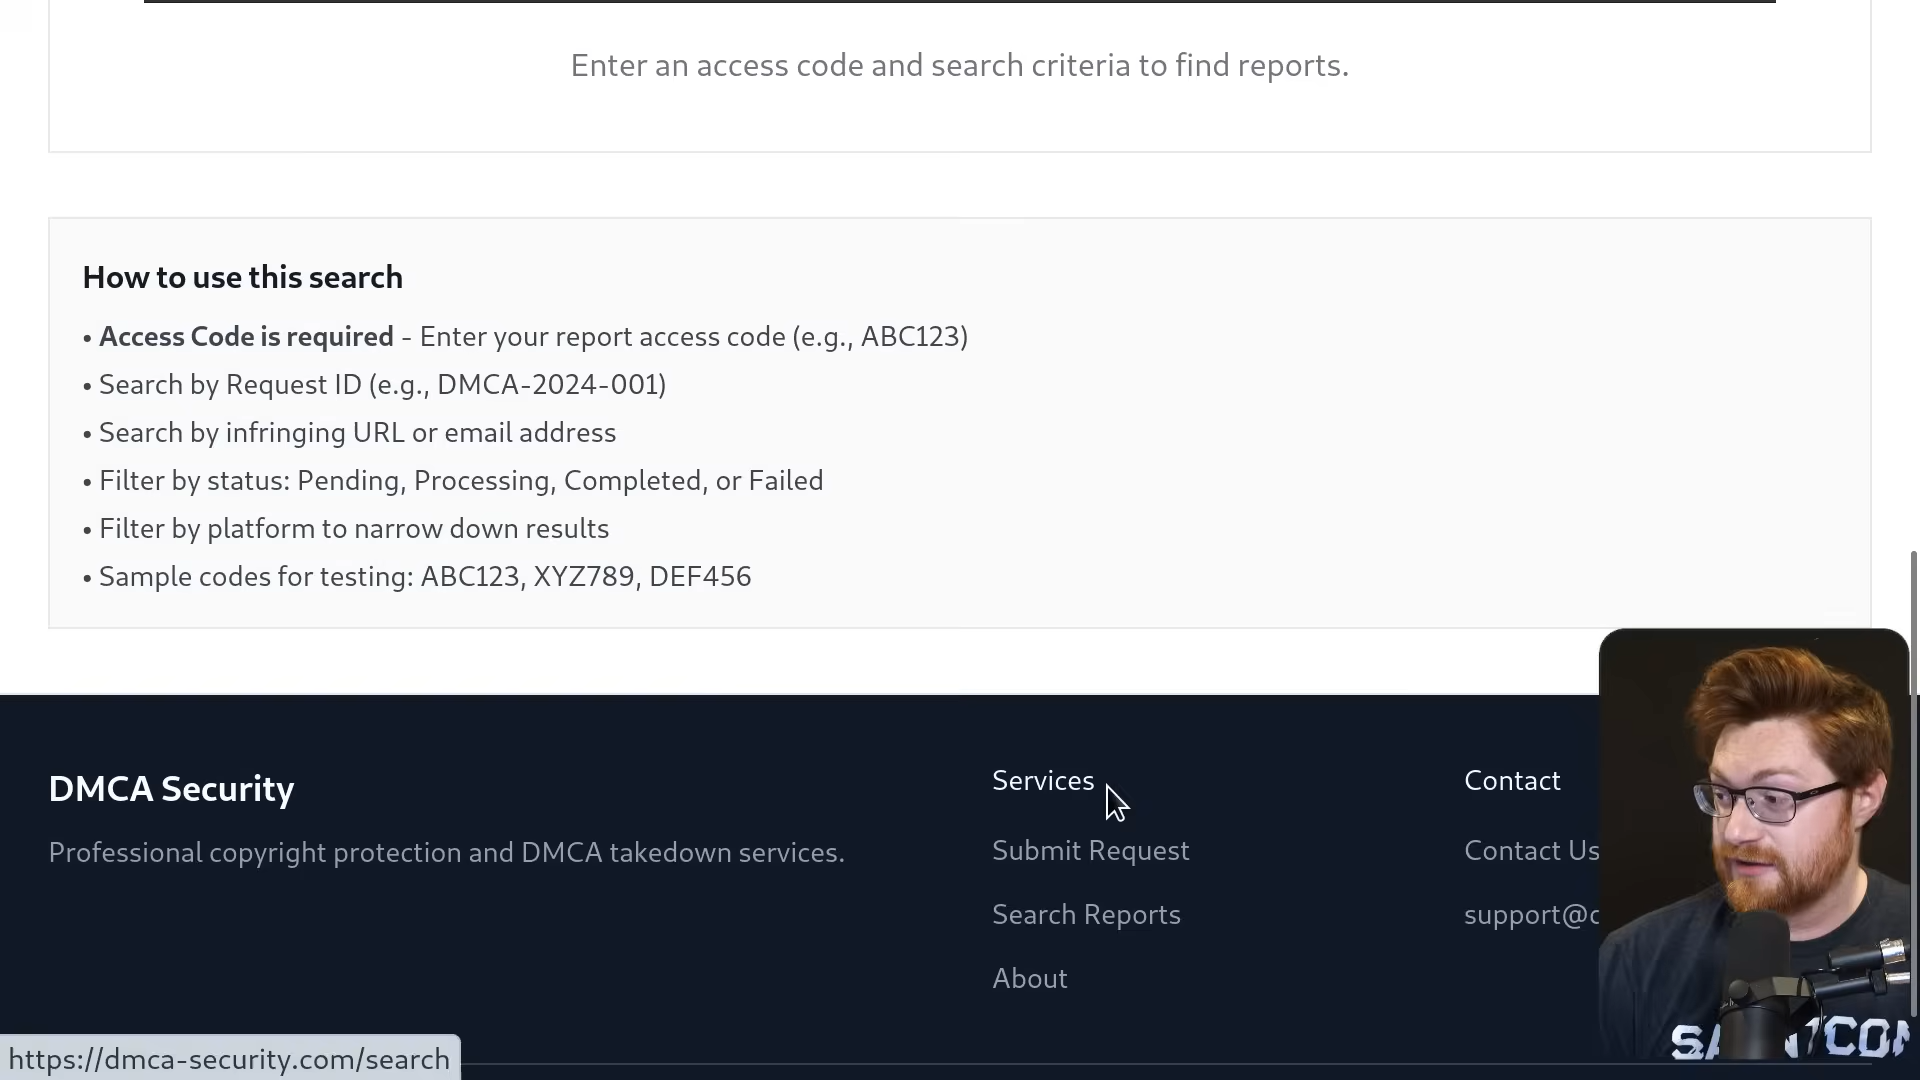 Enter an access code and search criteria to find reports.
How to use this search
• Access Code is required - Enter your report access code (e.g., ABC123)
• Search by Request ID (e.g., DMCA-2024-001)
• Search by infringing URL or email address
• Filter by status: Pending, Processing, Completed, or Failed
• Filter by platform to narrow down results
• Sample codes for testing: ABC123, XYZ789, DEF456
DMCA Security
Professional copyright protection and DMCA takedown services.
Services
Submit Request
Search Reports
About
Contact
Contact Us
https://dmca-security.com/search